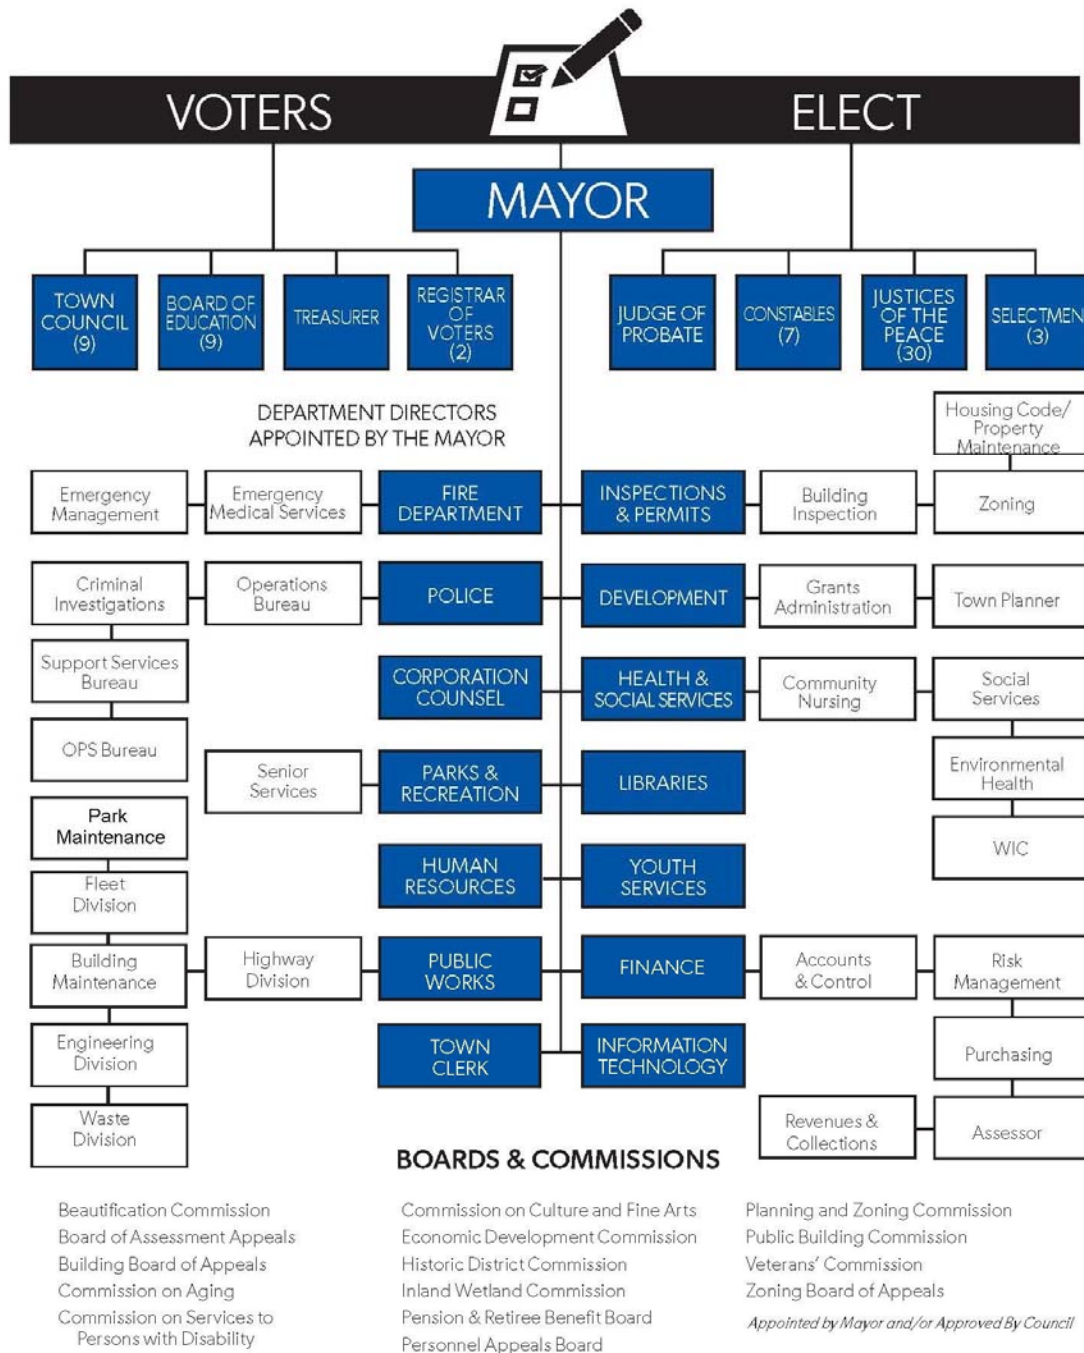 VOTERS ELECT
MAYOR
TOWN
COUNCIL
(9)
BOARD OF
EDUCATION
(9)
TREASURER
REGISTRAR
OF
VOTERS
(2)
JUDGE OF
PROBATE
CONSTABLES
(7)
JUSTICES
OF THE
PEACE
(30)
SELECTMEN
(3)
DEPARTMENT DIRECTORS
APPOINTED BY THE MAYOR
Housing Code/
Property
Maintenance
Emergency
Management
Emergency
Medical Services
FIRE
DEPARTMENT
INSPECTIONS
& PERMITS
Building
Inspection
Zoning
Criminal
Investigations
Operations
Bureau
POLICE
DEVELOPMENT
Grants
Administration
Town Planner
Support Services
Bureau
CORPORATION
COUNSEL
HEALTH &
SOCIAL SERVICES
Community
Nursing
Social
Services
OPS Bureau
Senior
Services
PARKS &
RECREATION
LIBRARIES
Environmental
Health
Park
Maintenance
WIC
Fleet
Division
HUMAN
RESOURCES
YOUTH
SERVICES
Building
Maintenance
Highway
Division
PUBLIC
WORKS
FINANCE
Accounts
& Control
Risk
Management
Engineering
Division
TOWN
CLERK
INFORMATION
TECHNOLOGY
Purchasing
Waste
Division
Revenues &
Collections
Assessor
BOARDS & COMMISSIONS
Beautification Commission
Board of Assessment Appeals
Building Board of Appeals
Commission on Aging
Commission on Services to
Persons with Disability
Commission on Culture and Fine Arts
Economic Development Commission
Historic District Commission
Inland Wetland Commission
Pension & Retiree Benefit Board
Personnel Appeals Board
Planning and Zoning Commission
Public Building Commission
Veterans' Commission
Zoning Board of Appeals
Appointed by Mayor and/or Approved By Council